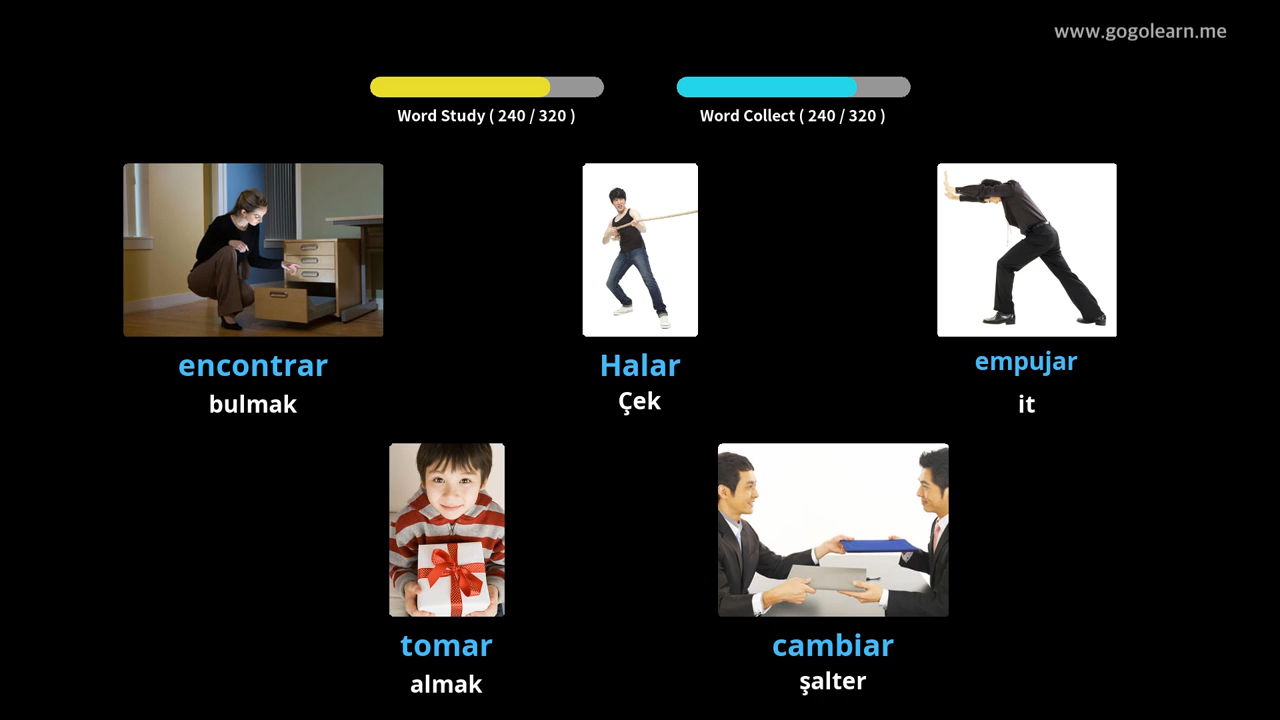 www.gogolearn.me
Word Study ( 240 / 320 )
Word Collect ( 240 / 320 )
encontrar
bulmak
Halar
Çek
empujar
it
tomar
almak
cambiar
şalter